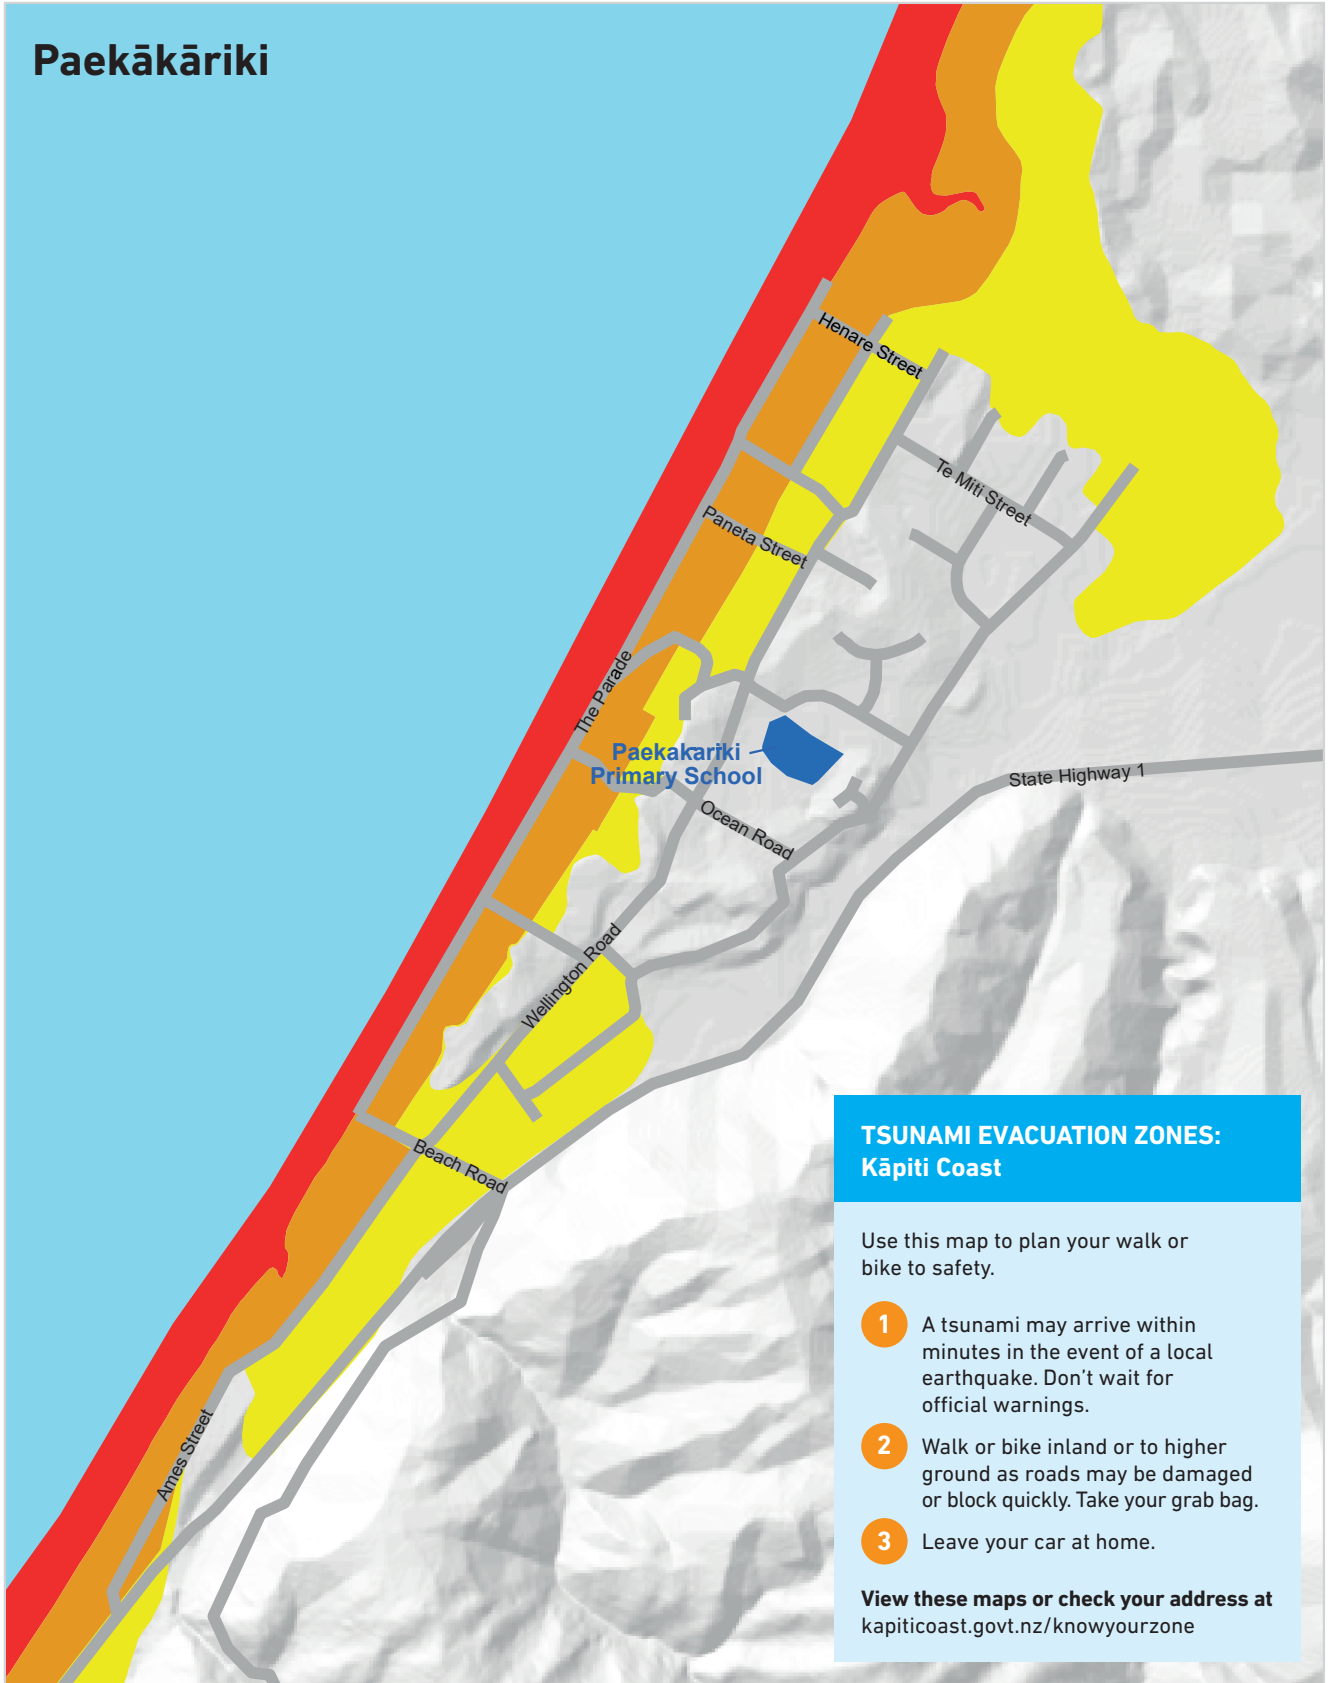 Paekākāriki
Henare Street
Te Miti Street
Paneta Street
The Parade
Paekakariki
Primary School
State Highway 1
Ocean Road
Wellington Road
Beach Road
Ames Street
TSUNAMI EVACUATION ZONES:
Kāpiti Coast
Use this map to plan your walk or
bike to safety.
1 A tsunami may arrive within
minutes in the event of a local
earthquake. Don't wait for
official warnings.
2 Walk or bike inland or to higher
ground as roads may be damaged
or block quickly. Take your grab bag.
3 Leave your car at home.
View these maps or check your address at
kapiticoast.govt.nz/knowyourzone